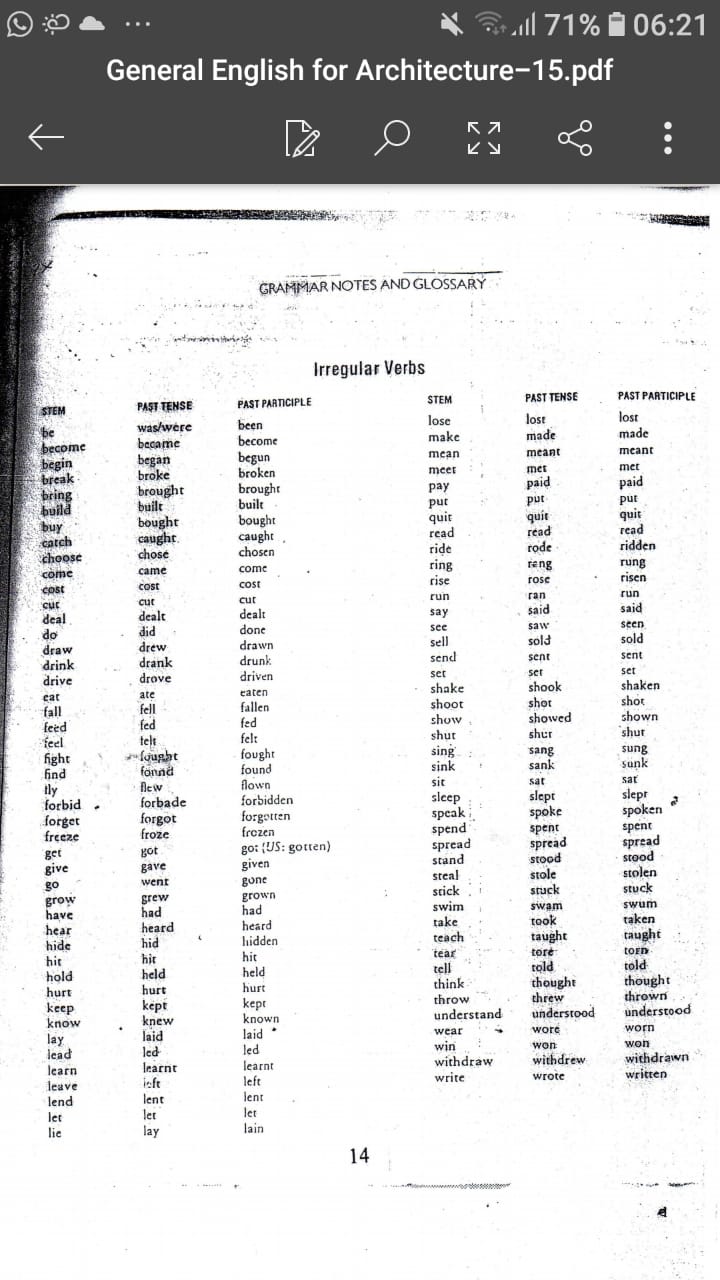 71% 06:21
General English for Architecture-15.pdf
GRAMMAR NOTES AND GLOSSARY
Irregular Verbs
STEM PAST TENSE PAST PARTICIPLE
be was/were been
become became become
begin began begun
break broke broken
bring brought brought
build built built
buy bought bought
catch caught caught
choose chose chosen
come came come
cost cost cost
cut cut cut
deal dealt dealt
do did done
draw drew drawn
drink drank drunk
drive drove driven
eat ate eaten
fall fell fallen
feed fed fed
feel felt felt
fight fought fought
find found found
fly flew flown
forbid forbade forbidden
forget forgot forgotten
freeze froze frozen
get got got (US: gotten)
give gave given
go went gone
grow grew grown
have had had
hear heard heard
hide hid hidden
hit hit hit
hold held held
hurt hurt hurt
keep kept kept
know knew known
lay laid laid
lead led led
learn learnt learnt
leave left left
lend lent lent
let let let
lie lay lain
STEM PAST TENSE PAST PARTICIPLE
lose lost lost
make made made
mean meant meant
meet met met
pay paid paid
put put put
quit quit quit
read read read
ride rode ridden
ring rang rung
rise rose risen
run ran run
say said said
see saw seen
sell sold sold
send sent sent
set set set
shake shook shaken
shoot shot shot
show showed shown
shut shut shut
sing sang sung
sink sank sunk
sit sat sat
sleep slept slept
speak spoke spoken
spend spent spent
spread spread spread
stand stood stood
steal stole stolen
stick stuck stuck
swim swam swum
take took taken
teach taught taught
tear tore torn
tell told told
think thought thought
throw threw thrown
understand understood understood
wear wore worn
win won won
withdraw withdrew withdrawn
write wrote written
14